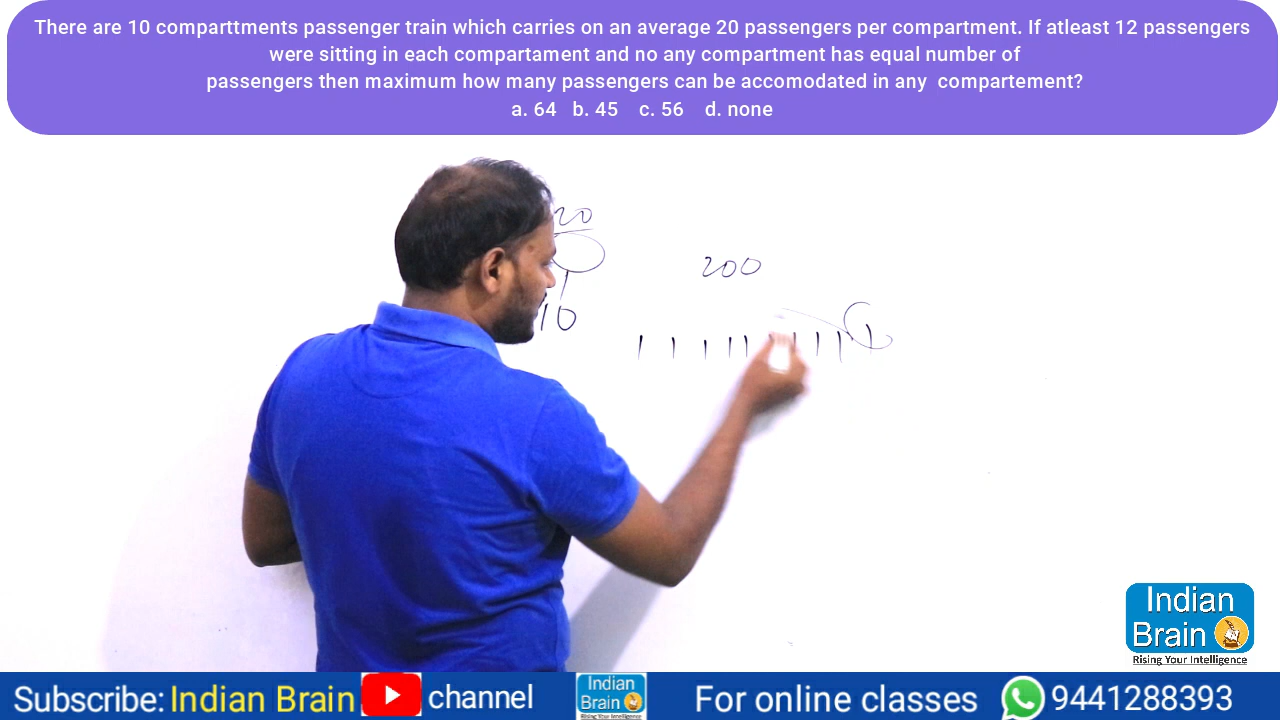 There are 10 comparttments passenger train which carries on an average 20 passengers per compartment. If atleast 12 passengers
were sitting in each compartament and no any compartment has equal number of
passengers then maximum how many passengers can be accomodated in any compartement?
a. 64 b. 45 c. 56 d. none
20
200
10
Indian
Brain
Rising Your Intelligence
Subscribe: Indian Brain channel
Indian
Brain
Rising Your Intelligence
For online classes 9441288393